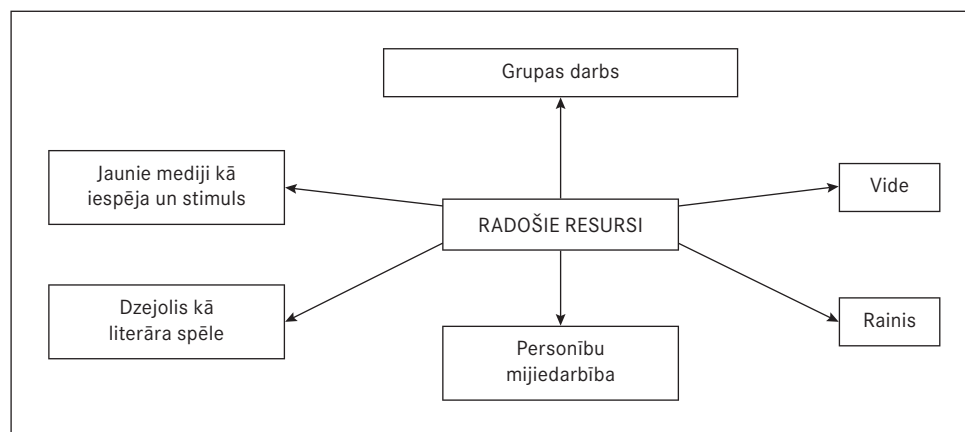 Grupas darbs
Jaunie mediji kā
iespēja un stimuls
Vide
RADOŠIE RESURSI
Dzejolis kā
literāra spēle
Personību
mijiedarbība
Rainis